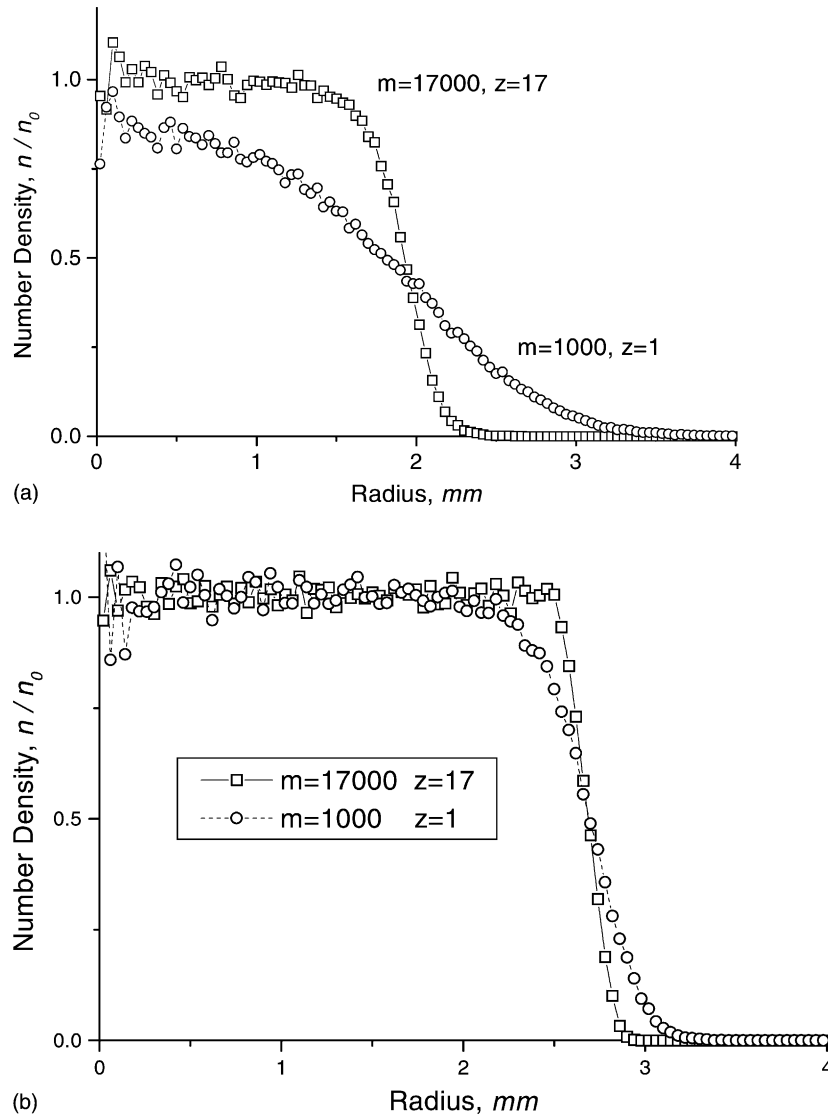 1.0
0.5
0.0
Number Density, n / n0
m=17000, z=17
m=1000, z=1
0 1 2 3 4
Radius, mm
(a)
1.0
0.5
0.0
Number Density, n / n0
m=17000 z=17
m=1000 z=1
0 1 2 3 4
Radius, mm
(b)